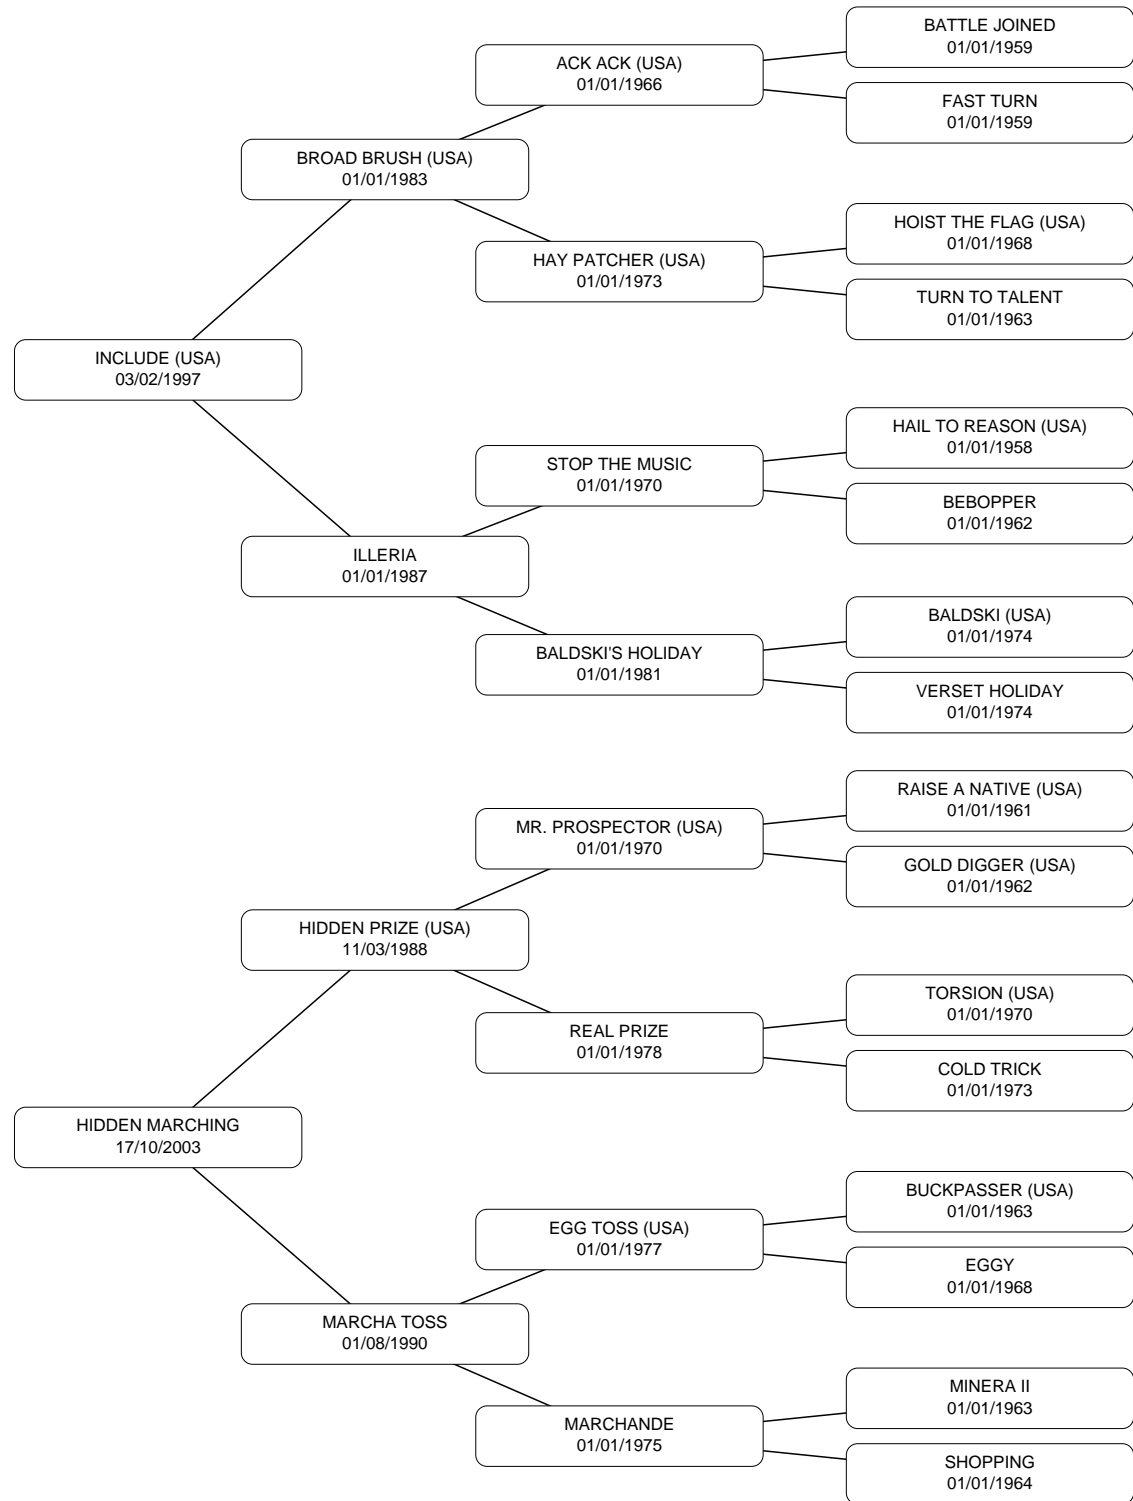 BATTLE JOINED
01/01/1959
ACK ACK (USA)
01/01/1966
FAST TURN
01/01/1959
BROAD BRUSH (USA)
01/01/1983
HOIST THE FLAG (USA)
01/01/1968
HAY PATCHER (USA)
01/01/1973
TURN TO TALENT
01/01/1963
INCLUDE (USA)
03/02/1997
HAIL TO REASON (USA)
01/01/1958
STOP THE MUSIC
01/01/1970
BEBOPPER
01/01/1962
ILLERIA
01/01/1987
BALDSKI (USA)
01/01/1974
BALDSKI'S HOLIDAY
01/01/1981
VERSET HOLIDAY
01/01/1974
RAISE A NATIVE (USA)
01/01/1961
MR. PROSPECTOR (USA)
01/01/1970
GOLD DIGGER (USA)
01/01/1962
HIDDEN PRIZE (USA)
11/03/1988
TORSION (USA)
01/01/1970
REAL PRIZE
01/01/1978
COLD TRICK
01/01/1973
HIDDEN MARCHING
17/10/2003
BUCKPASSER (USA)
01/01/1963
EGG TOSS (USA)
01/01/1977
EGGY
01/01/1968
MARCHA TOSS
01/08/1990
MINERA II
01/01/1963
MARCHANDE
01/01/1975
SHOPPING
01/01/1964